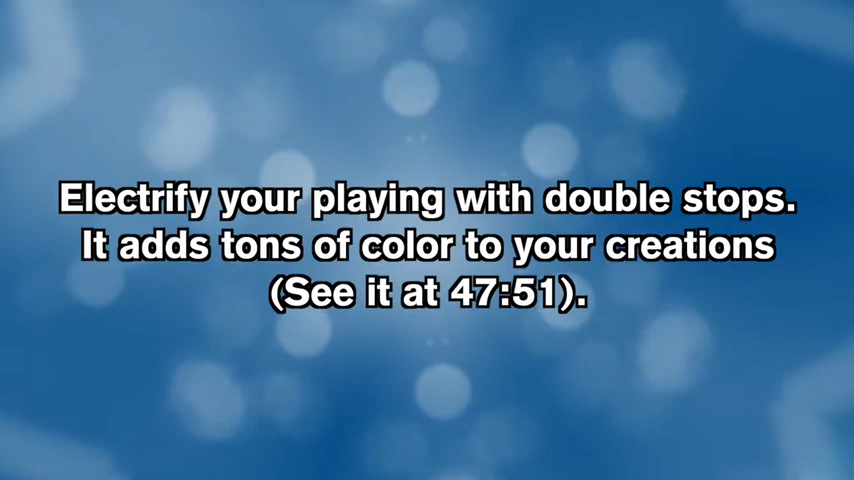 Electrify your playing with double stops.
It adds tons of color to your creations
(See it at 47:51).